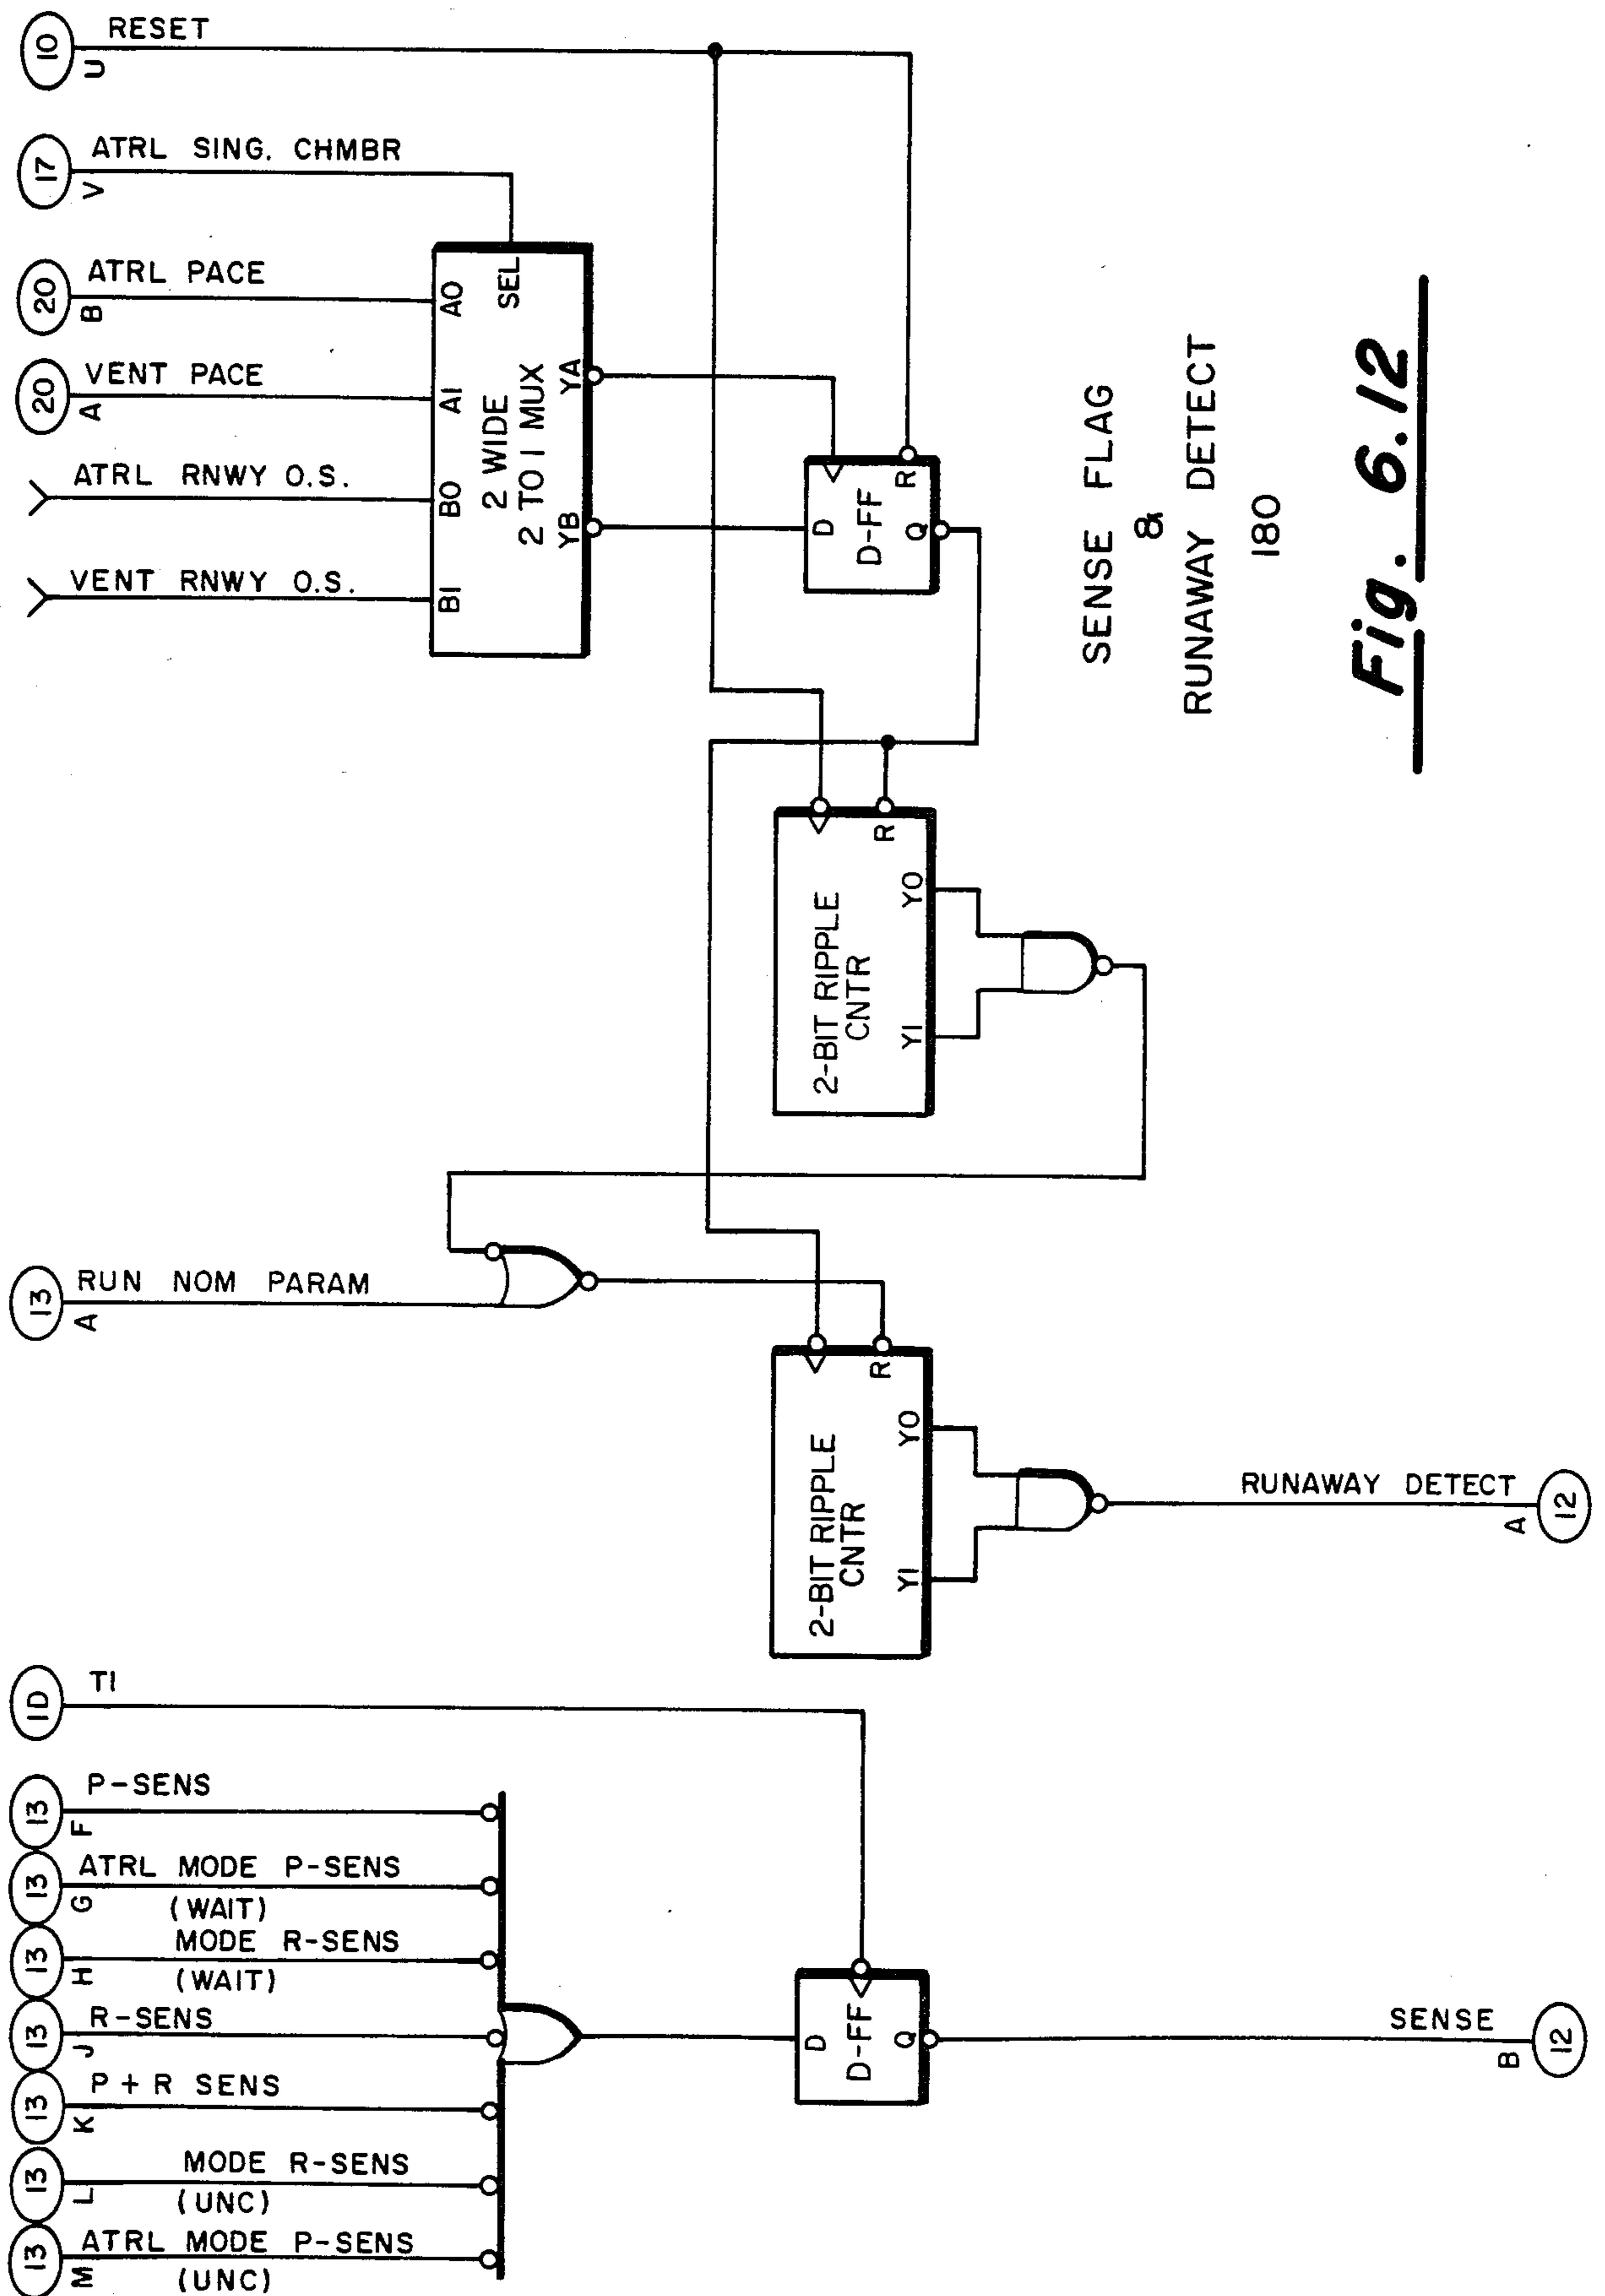 10
U
RESET
17
V
ATRL SING. CHMBR
20
B
ATRL PACE
20
A
VENT PACE
ATRL RNWY O.S.
VENT RNWY O.S.
A0
SEL
A1
B0
B1
2 WIDE
2 TO 1 MUX
YA
YB
D
R
D-FF
Q
R
2-BIT RIPPLE
CNTR
Y0
Y1
13
A
RUN NOM PARAM
R
2-BIT RIPPLE
CNTR
Y0
Y1
RUNAWAY DETECT
A
12
1D
T1
13
F
P-SENS
13
G
ATRL MODE P-SENS
(WAIT)
13
H
MODE R-SENS
(WAIT)
13
J
R-SENS
13
K
P + R SENS
13
L
MODE R-SENS
(UNC)
13
M
ATRL MODE P-SENS
(UNC)
D
D-FF
Q
SENSE
B
12
SENSE FLAG
&
RUNAWAY DETECT
180
Fig. 6.12